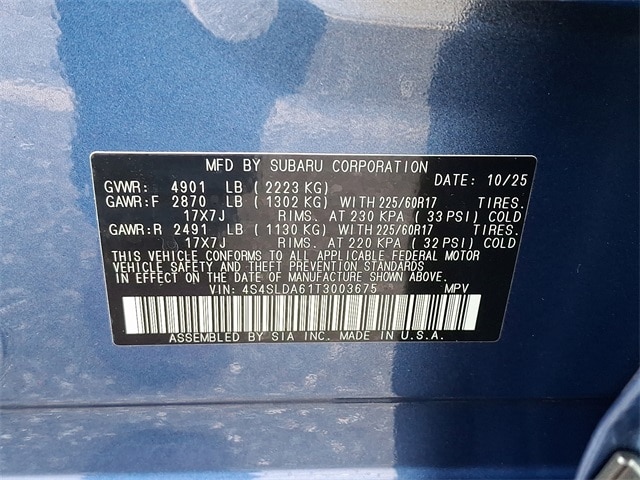 MFD BY SUBARU CORPORATION
GVWR: 4901 LB ( 2223 KG) DATE: 10/25
GAWR:F 2870 LB ( 1302 KG) WITH 225/60R17 TIRES.
17X7J RIMS. AT 230 KPA ( 33 PSI) COLD
GAWR:R 2491 LB ( 1130 KG) WITH 225/60R17 TIRES.
17X7J RIMS. AT 220 KPA ( 32 PSI) COLD
THIS VEHICLE CONFORMS TO ALL APPLICABLE FEDERAL MOTOR
VEHICLE SAFETY AND THEFT PREVENTION STANDARDS
IN EFFECT ON THE DATE OF MANUFACTURE SHOWN ABOVE.
VIN: 4S4SLDA61T3003675 MPV
ASSEMBLED BY SIA INC. MADE IN U.S.A.